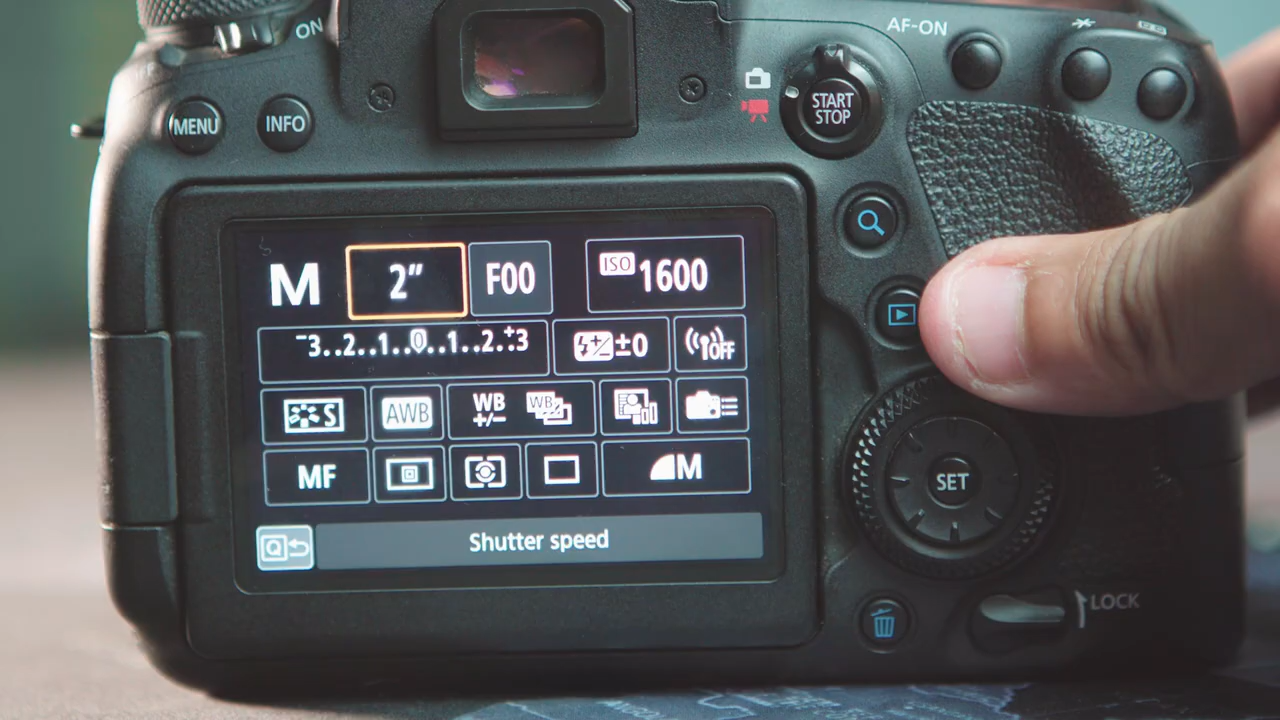 ON
AF-ON
MENU
INFO
START
STOP
M
2"
F00
ISO 1600
-3..2..1..0..1..2.+3
±0
OFF
S
AWB
WB
+/-
WB
MF
M
Q
Shutter speed
SET
LOCK